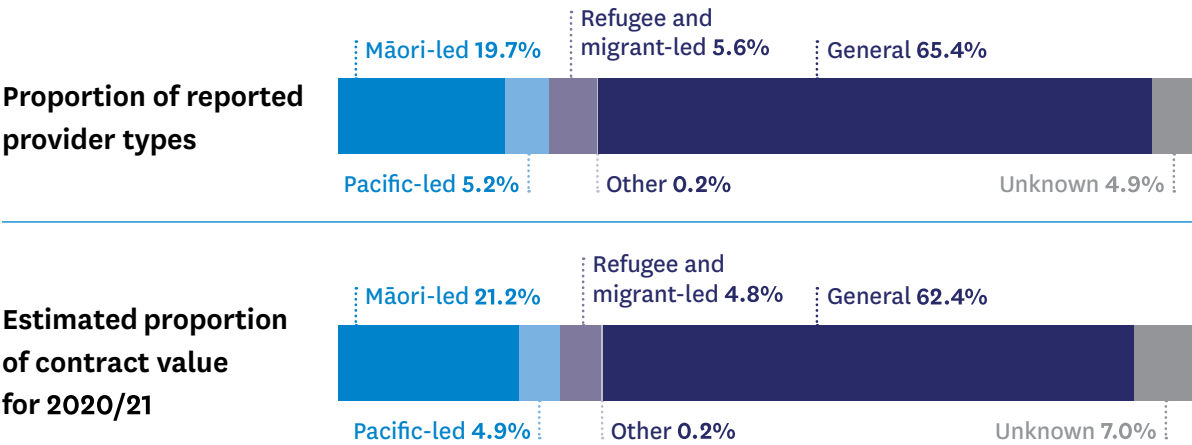 Refugee and
migrant-led 5.6%
Māori-led 19.7%
General 65.4%
Proportion of reported
provider types
Pacific-led 5.2%
Other 0.2%
Unknown 4.9%
Refugee and
migrant-led 4.8%
Māori-led 21.2%
General 62.4%
Estimated proportion
of contract value
for 2020/21
Pacific-led 4.9%
Other 0.2%
Unknown 7.0%